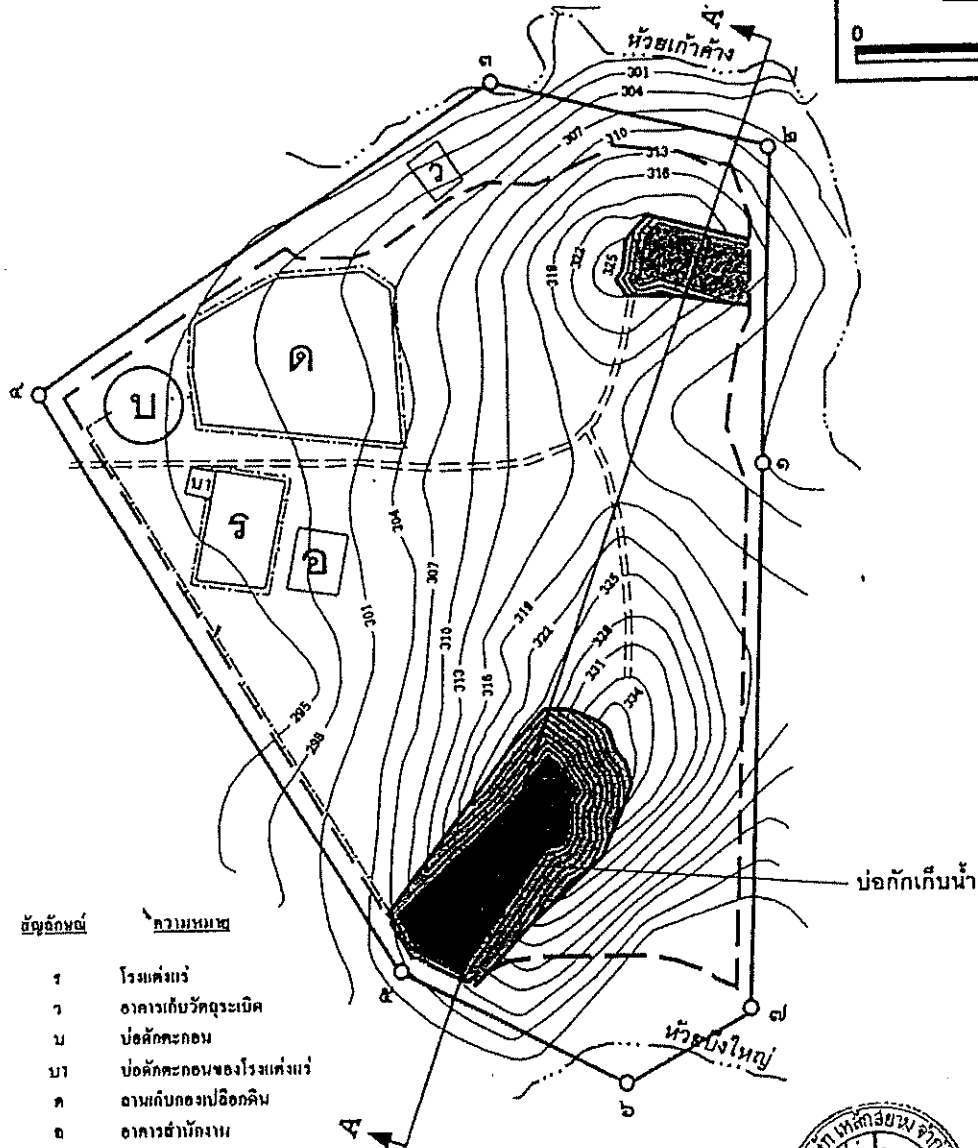 0
A'
ห้วยเก้าค้าง
301
304
307
310
313
316
๓
๒
ว
319
322
325
ด
๔
บ
๑
บ1
ร
อ
304
307
301
310
313
316
319
322
325
328
331
334
295
298
บ่อกักเก็บน้ำ
๕
๗
ห้วยบึงใหญ่
๖
A
สัญลักษณ์ ความหมาย
ร โรงแต่งแร่
ว อาคารเก็บวัตถุระเบิด
บ บ่อดักตะกอน
บ1 บ่อดักตะกอนของโรงแต่งแร่
ด ลานเก็บกองเปลือกดิน
อ อาคารสำนักงาน